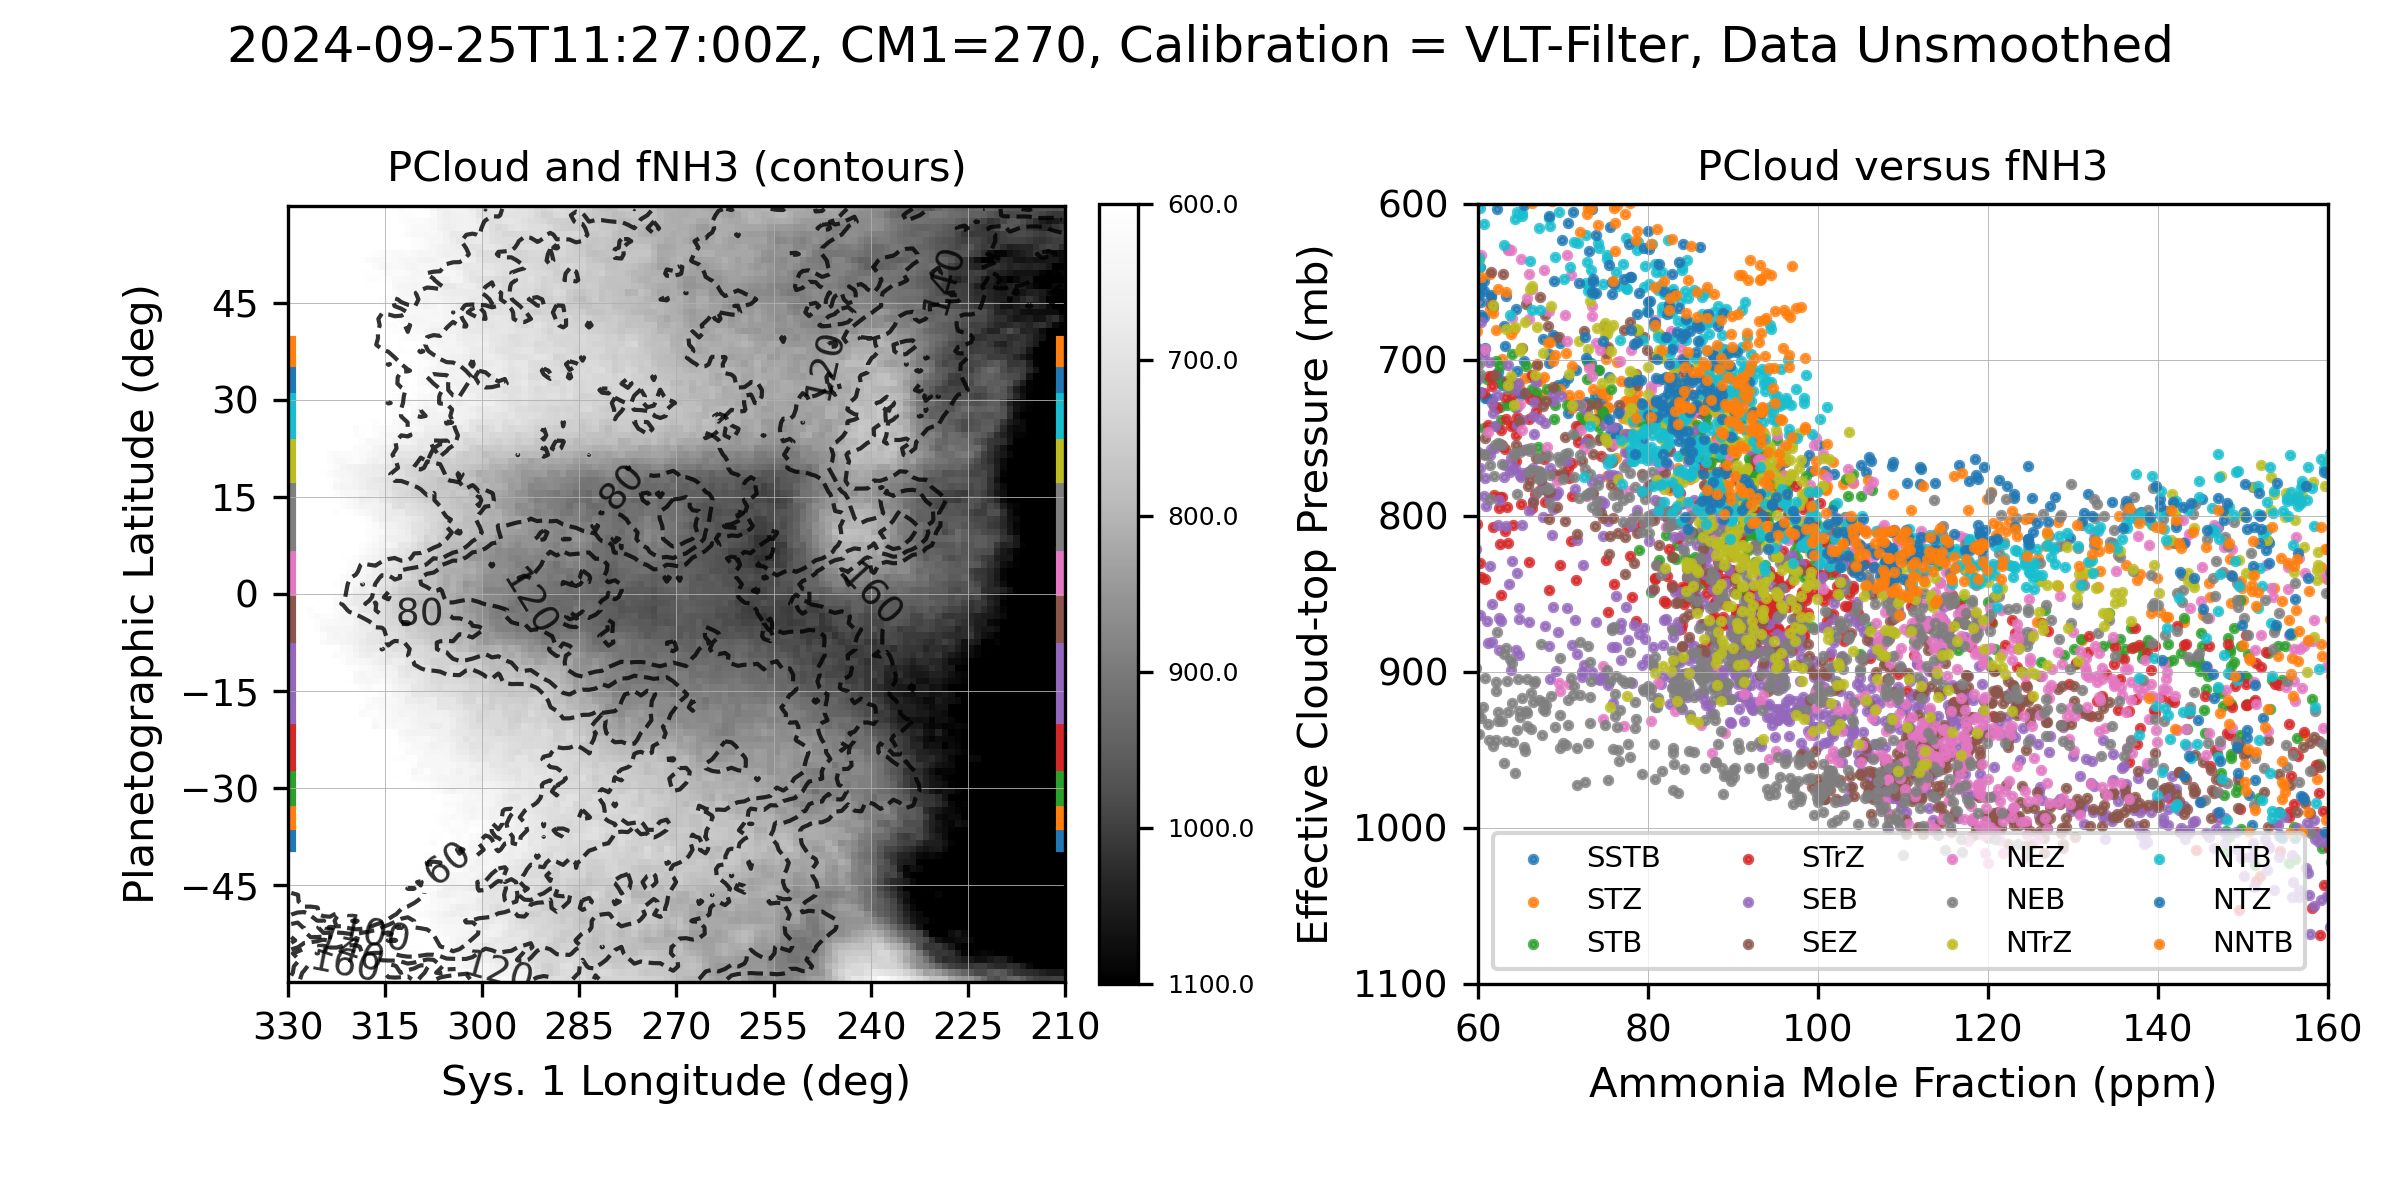 2024-09-25T11:27:00Z, CM1=270, Calibration = VLT-Filter, Data Unsmoothed
PCloud and fNH3 (contours)
Planetographic Latitude (deg)
45
30
15
0
−15
−30
−45
330 315 300 285 270 255 240 225 210
Sys. 1 Longitude (deg)
140
120
80
120
80
160
60
100
160
120
600.0
700.0
800.0
900.0
1000.0
1100.0
PCloud versus fNH3
Effective Cloud-top Pressure (mb)
600
700
800
900
1000
1100
SSTB STrZ NEZ NTB
STZ SEB NEB NTZ
STB SEZ NTrZ NNTB
60 80 100 120 140 160
Ammonia Mole Fraction (ppm)